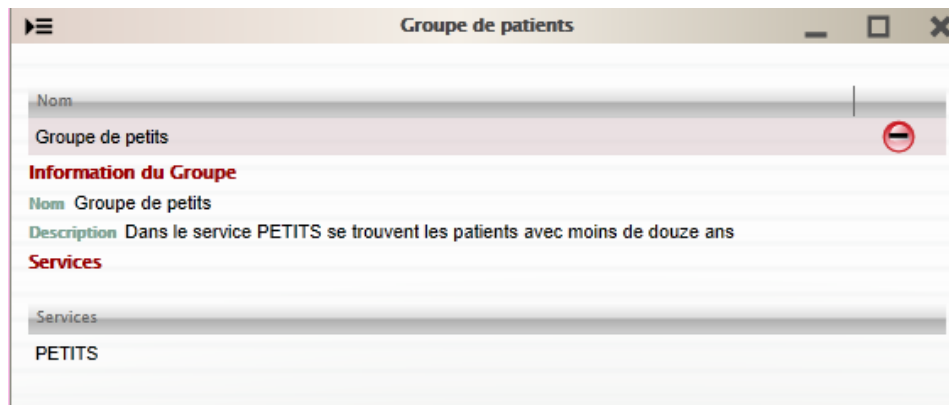 Groupe de patients
Nom
Groupe de petits
Information du Groupe
Nom Groupe de petits
Description Dans le service PETITS se trouvent les patients avec moins de douze ans
Services
Services
PETITS